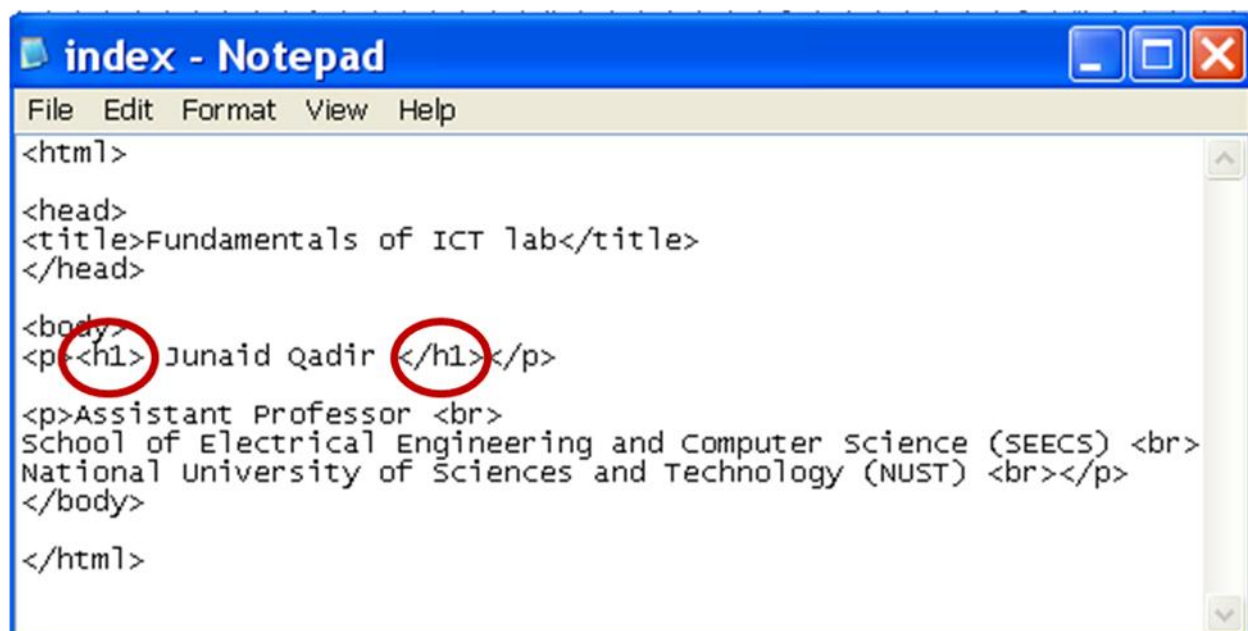 index - Notepad
File Edit Format View Help
<html>
<head>
<title>Fundamentals of ICT lab</title>
</head>
<body>
<p><h1> Junaid Qadir </h1></p>
<p>Assistant Professor <br>
School of Electrical Engineering and Computer Science (SEECS) <br>
National University of Sciences and Technology (NUST) <br></p>
</body>
</html>